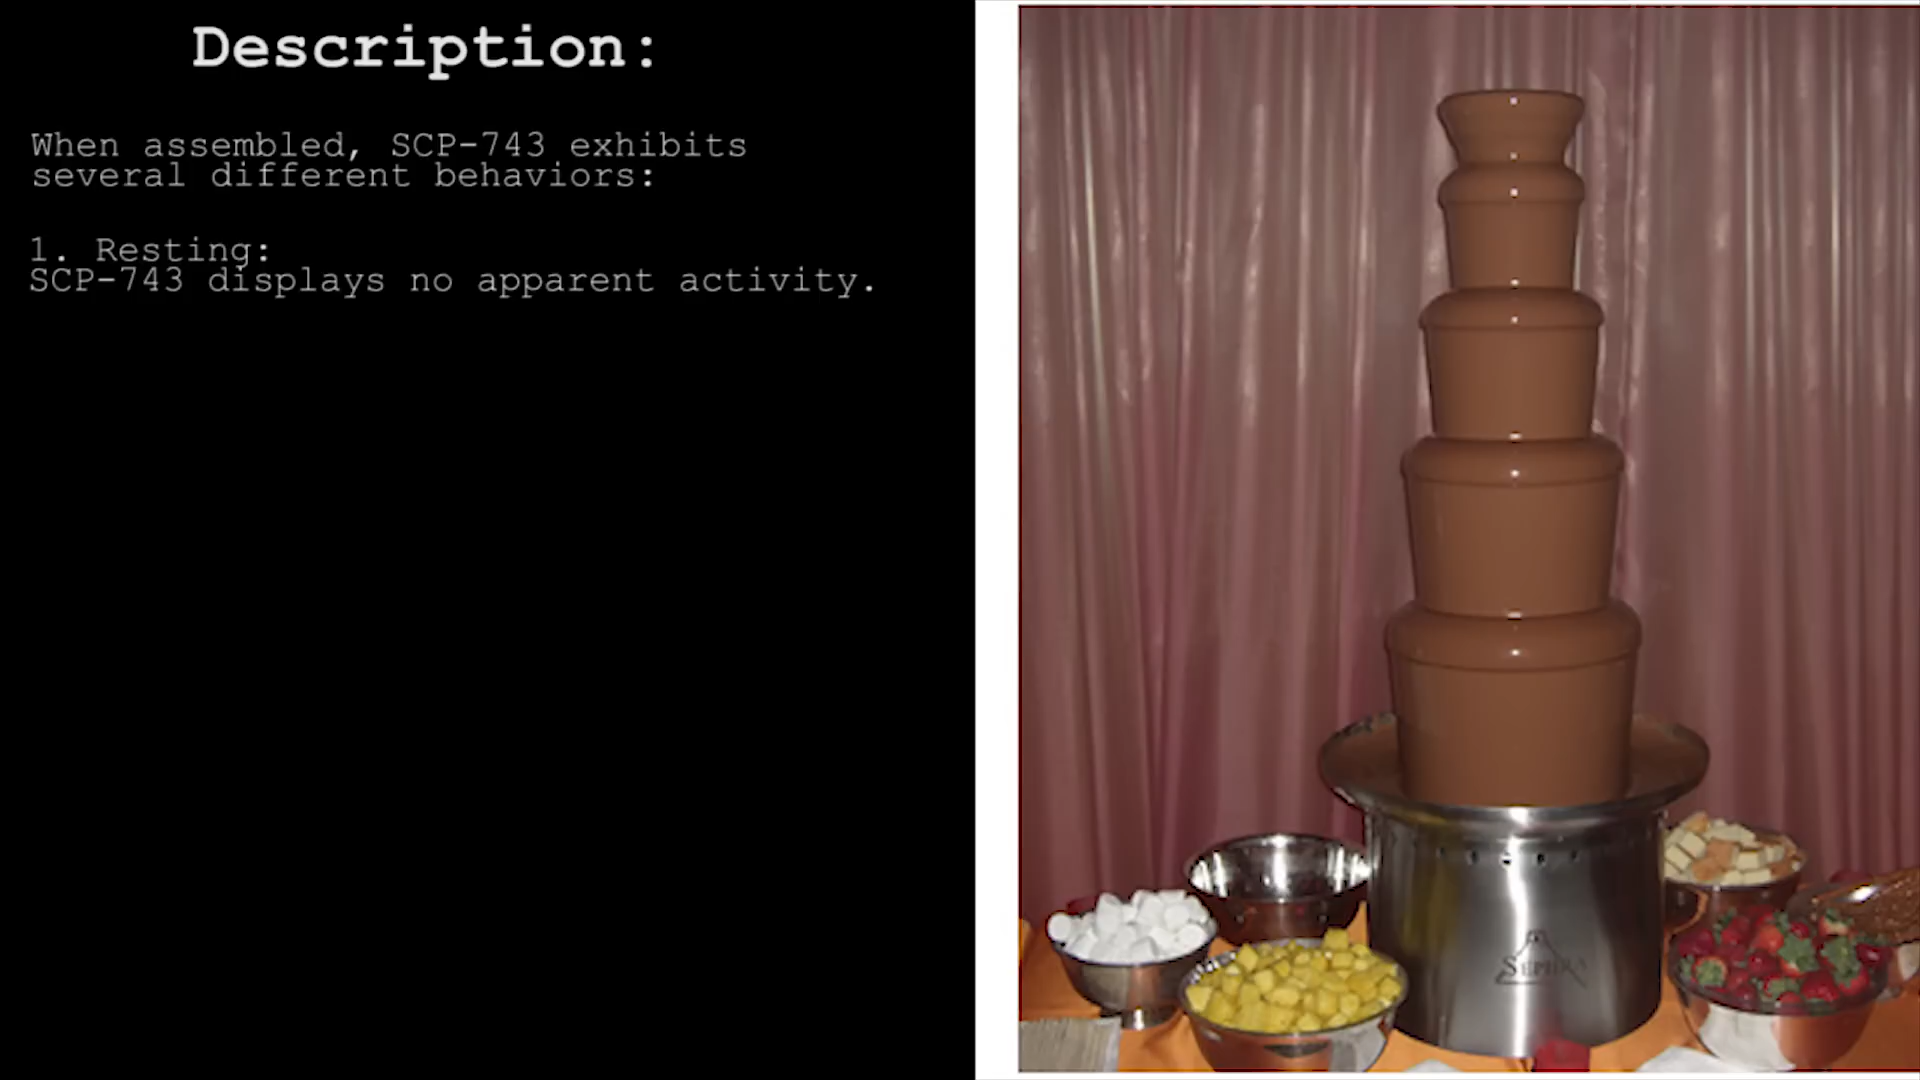 Description:
When assembled, SCP-743 exhibits
several different behaviors:
1. Resting:
SCP-743 displays no apparent activity.